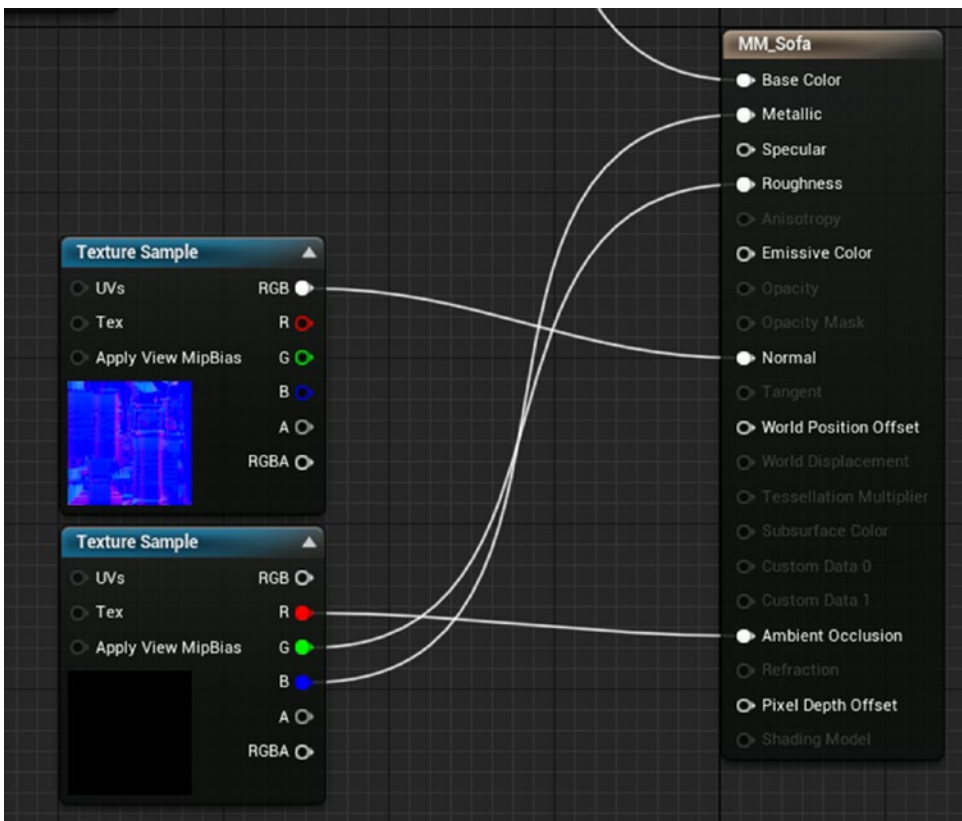 MM_Sofa
Base Color
Metallic
Specular
Roughness
Anisotropy
Emissive Color
Opacity
Opacity Mask
Normal
Tangent
World Position Offset
World Displacement
Tessellation Multiplier
Subsurface Color
Custom Data 0
Custom Data 1
Ambient Occlusion
Refraction
Pixel Depth Offset
Shading Model
Texture Sample
UVs RGB
Tex R
Apply View MipBias G
B
A
RGBA
Texture Sample
UVs RGB
Tex R
Apply View MipBias G
B
A
RGBA